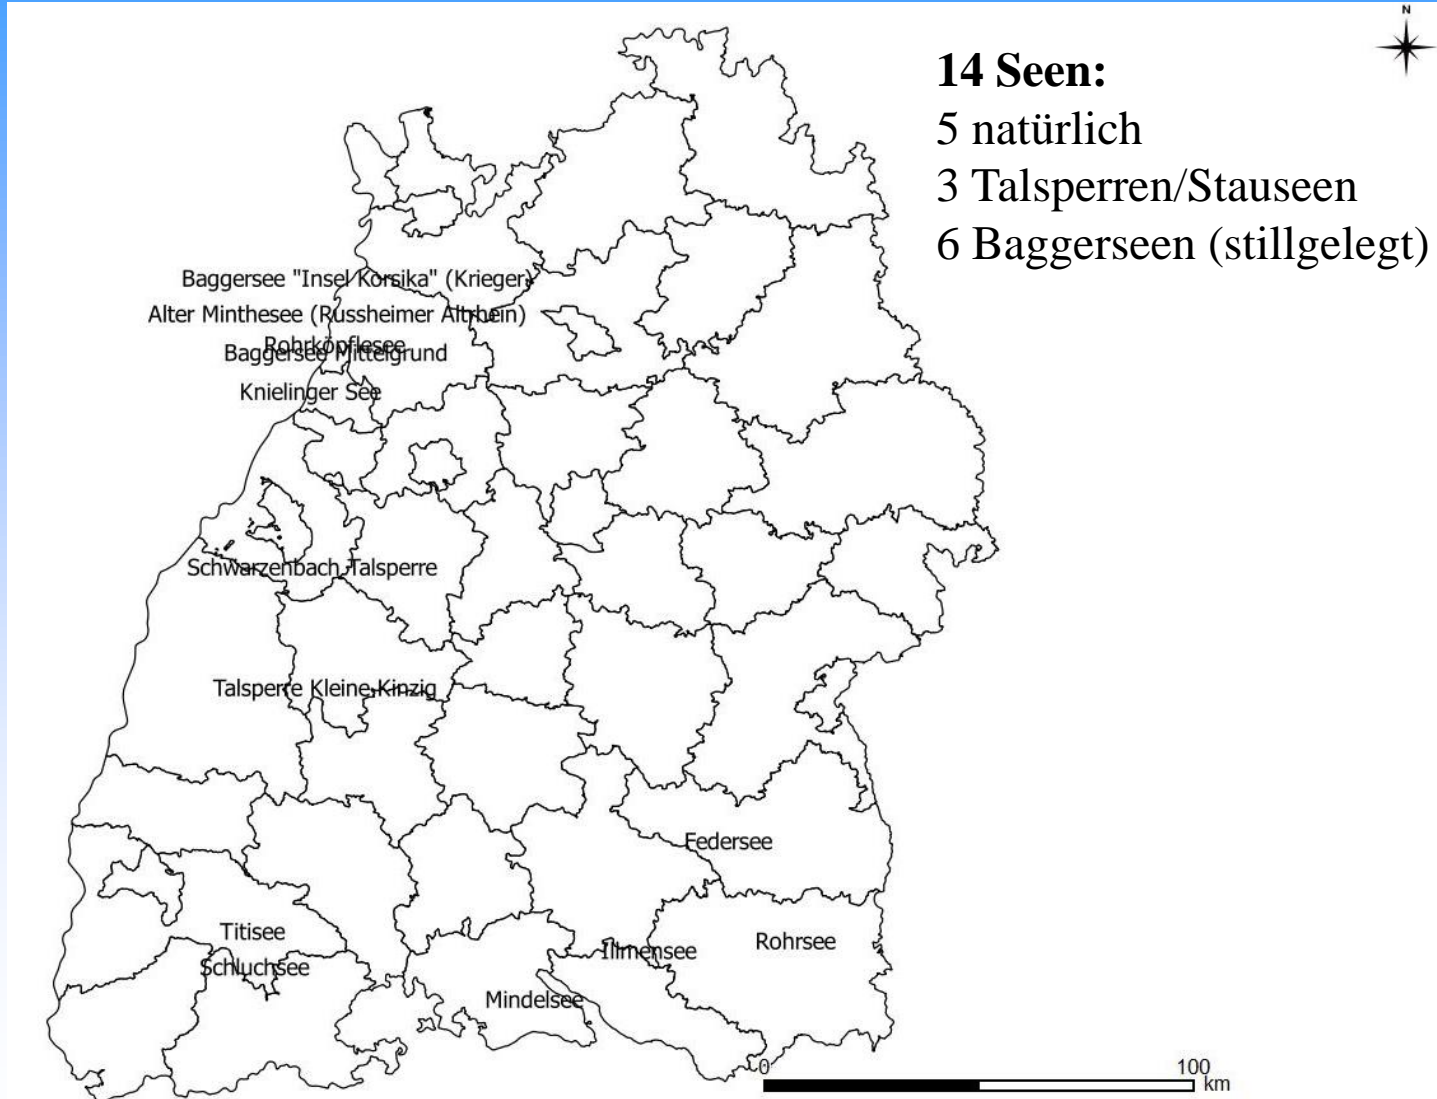 N
14 Seen:
5 natürlich
3 Talsperren/Stauseen
6 Baggerseen (stillgelegt)
Baggersee "Insel Korsika" (Krieger)
Alter Minthesee (Russheimer Altrhein)
Rohrköpflesee
Baggersee Mittelgrund
Knielinger See
Schwarzenbach-Talsperre
Talsperre Kleine-Kinzig
Federsee
Titisee
Illmensee
Rohrsee
Schluchsee
Mindelsee
0
100
km